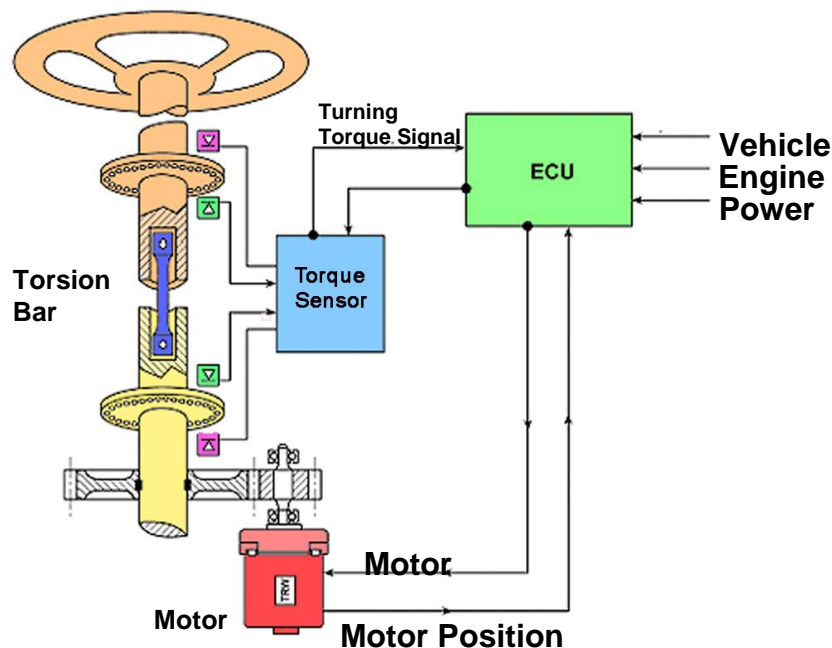 Turning
Torque Signal
ECU
Vehicle
Engine
Power
Torsion
Bar
Torque
Sensor
Motor
TRW
Motor
Motor Position